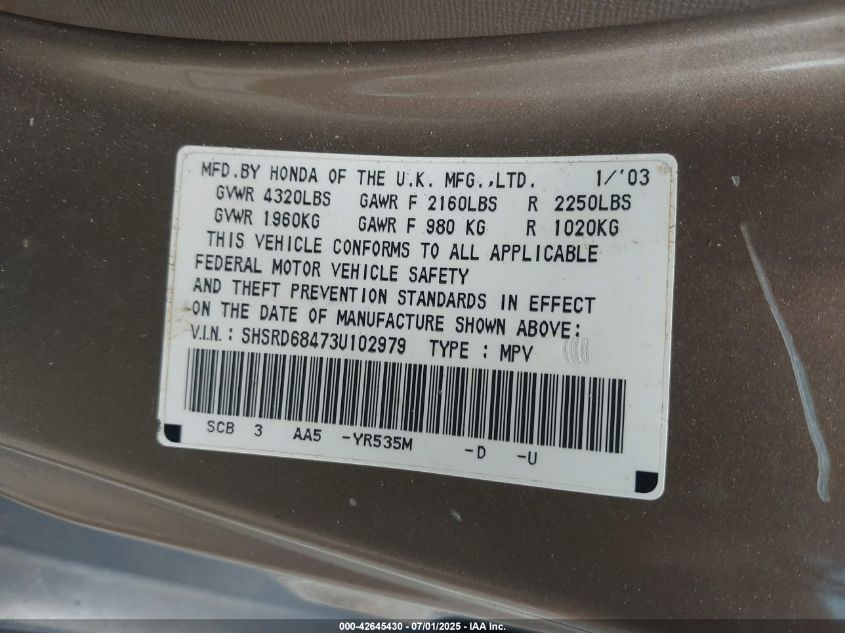 MFD.BY HONDA OF THE U.K. MFG.,LTD. 1/'03
GVWR 4320LBS GAWR F 2160LBS R 2250LBS
GVWR 1960KG GAWR F 980 KG R 1020KG
THIS VEHICLE CONFORMS TO ALL APPLICABLE
FEDERAL MOTOR VEHICLE SAFETY
AND THEFT PREVENTION STANDARDS IN EFFECT
ON THE DATE OF MANUFACTURE SHOWN ABOVE:
V.I.N.: SHSRD68473U102979 TYPE : MPV
SCB 3 AA5 -YR535M -D -U
000-42645430 - 07/01/2025 - IAA Inc.